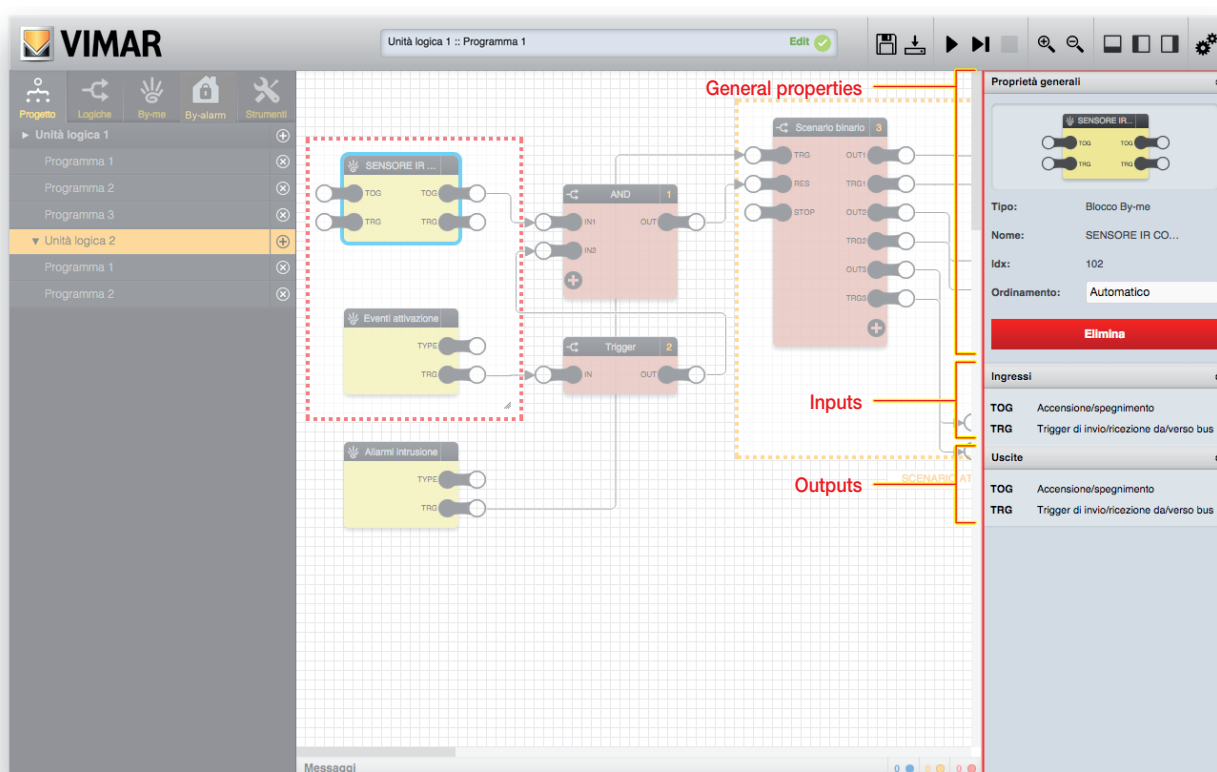 VIMAR
Unità logica 1 :: Programma 1
Edit
Progetto
Logiche
By-me
By-alarm
Strumenti
Unità logica 1
Programma 1
Programma 2
Programma 3
Unità logica 2
Programma 1
Programma 2
SENSORE IR ...
TOG TOG
TRG TRG
Eventi attivazione
TYPE
TRG
Allarmi intrusione
TYPE
TRG
AND 1
IN1 OUT
IN2
Trigger 2
IN OUT
Scenario binario 3
TRG OUT1
RES TRG1
STOP OUT2
TRG2
OUT3
TRG3
SCENARIO AT
General properties
Inputs
Outputs
Proprietà generali
SENSORE IR...
TOG TOG
TRG TRG
Tipo: Blocco By-me
Nome: SENSORE IR CO...
Idx: 102
Ordinamento: Automatico
Elimina
Ingressi
TOG Accensione/spegnimento
TRG Trigger di invio/ricezione da/verso bus
Uscite
TOG Accensione/spegnimento
TRG Trigger di invio/ricezione da/verso bus
Messaggi
0 0 0